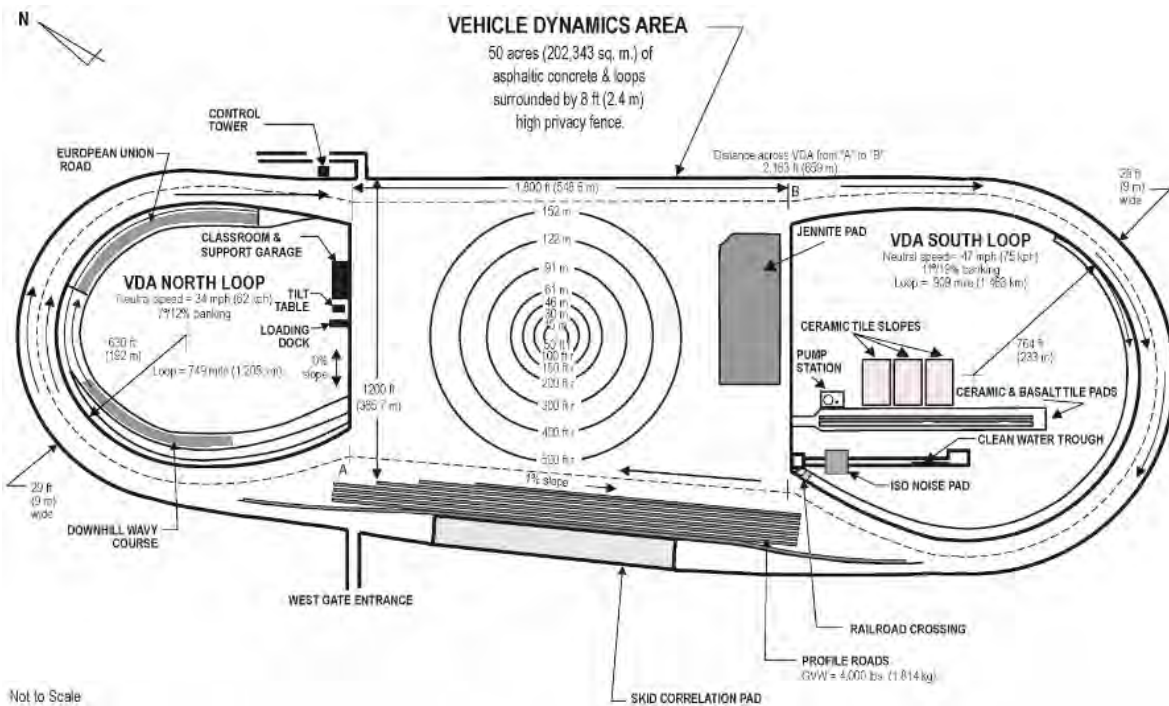 N
VEHICLE DYNAMICS AREA
50 acres (202,343 sq. m.) of
asphaltic concrete & loops
surrounded by 8 ft (2.4 m)
high privacy fence.
CONTROL
TOWER
EUROPEAN UNION
ROAD
Distance across VDA from "A" to "B"
2,163 ft (659 m)
1,800 ft (548.6 m)
B
29 ft
(9 m)
wide
152 m
122 m
91 m
61 m
46 m
30 m
15 m
50 ft r
100 ft r
150 ft r
200 ft r
300 ft r
400 ft r
500 ft r
JENNITE PAD
CLASSROOM &
SUPPORT GARAGE
VDA NORTH LOOP
Neutral speed = 34 mph (62 kph)
7°/12% banking
TILT
TABLE
LOADING
DOCK
630 ft
(192 m)
Loop = .749 mile (1.205 km)
0%
slope
1200 ft
(365.7 m)
VDA SOUTH LOOP
Neutral speed = 47 mph (75 kph)
11°/19% banking
Loop = .909 mile (1.463 km)
CERAMIC TILE SLOPES
764 ft
(233 m)
PUMP
STATION
CERAMIC & BASALT TILE PADS
CLEAN WATER TROUGH
ISO NOISE PAD
A
1% slope
29 ft
(9 m)
wide
DOWNHILL WAVY
COURSE
WEST GATE ENTRANCE
RAILROAD CROSSING
PROFILE ROADS
GVW = 4,000 lbs. (1,814 kg)
SKID CORRELATION PAD
Not to Scale